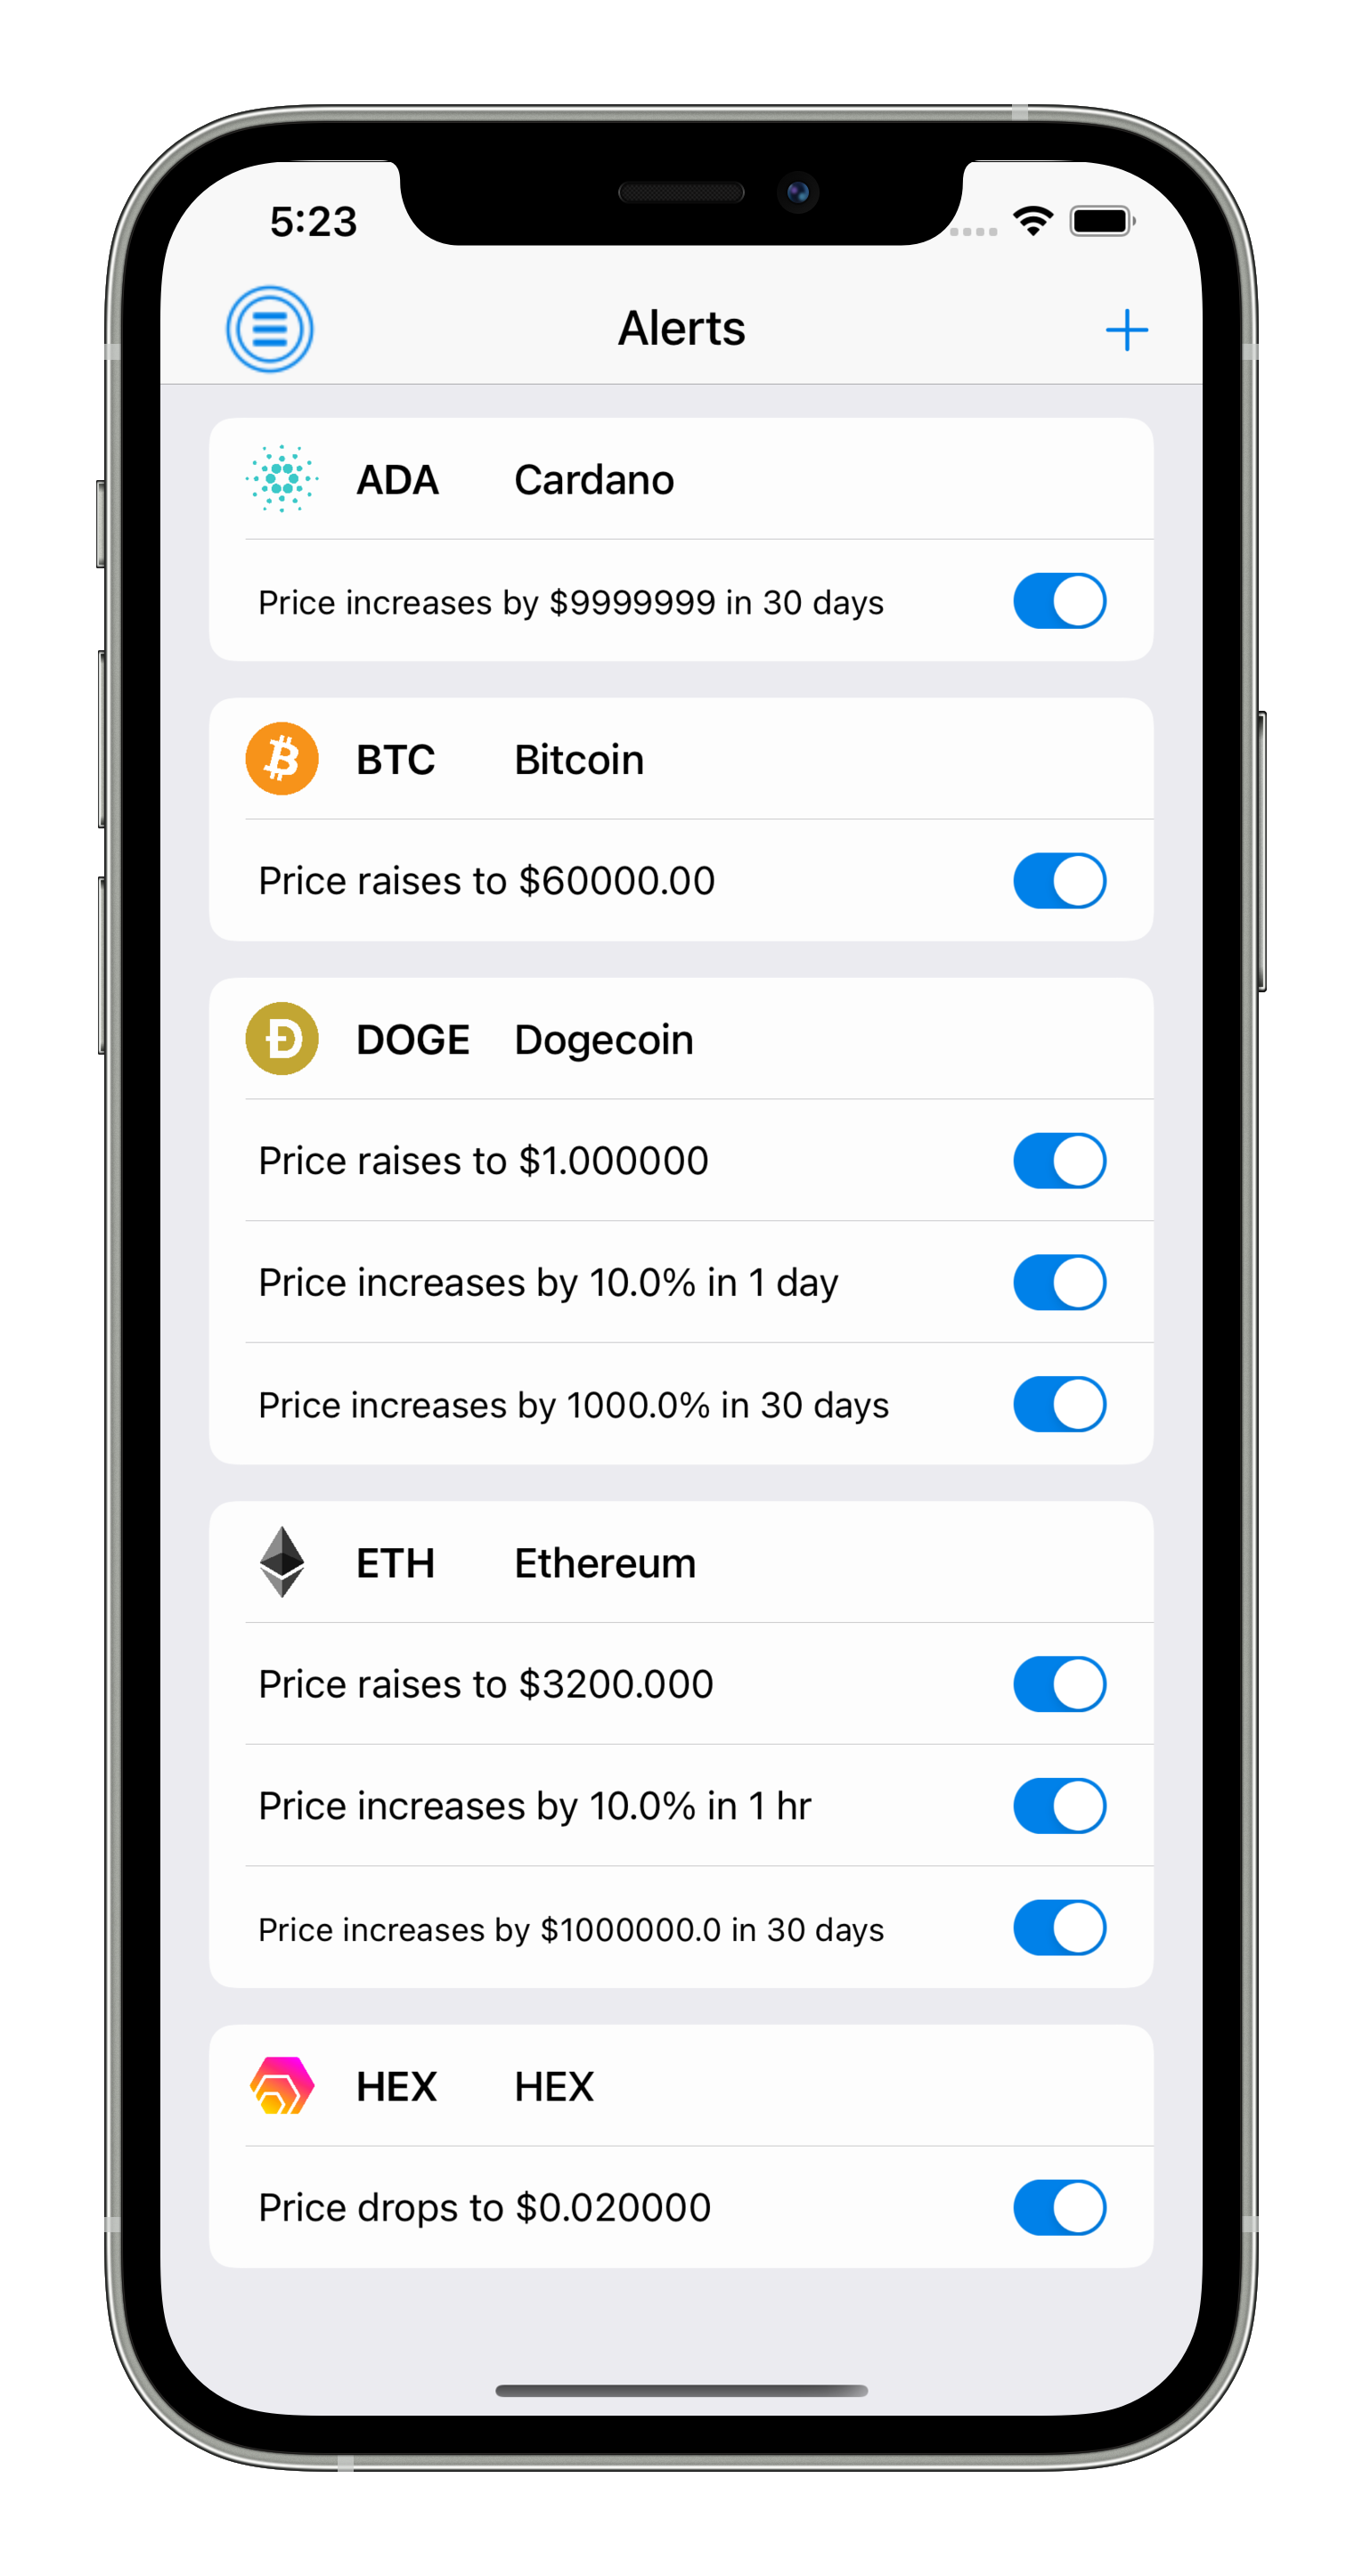 5:23
Alerts
ADA Cardano
Price increases by $9999999 in 30 days
BTC Bitcoin
Price raises to $60000.00
DOGE Dogecoin
Price raises to $1.000000
Price increases by 10.0% in 1 day
Price increases by 1000.0% in 30 days
ETH Ethereum
Price raises to $3200.000
Price increases by 10.0% in 1 hr
Price increases by $1000000.0 in 30 days
HEX HEX
Price drops to $0.020000